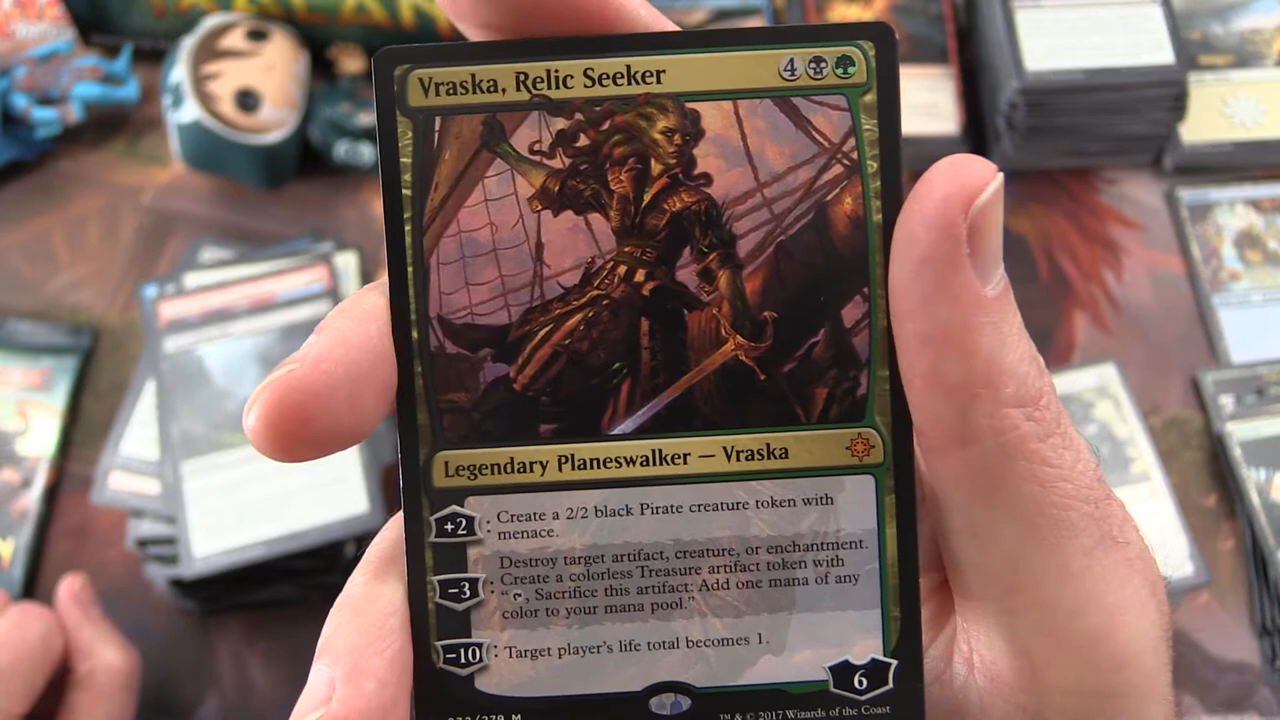 Vraska, Relic Seeker
4
Legendary Planeswalker — Vraska
+2 : Create a 2/2 black Pirate creature token with
menace.
Destroy target artifact, creature, or enchantment.
−3 : Create a colorless Treasure artifact token with
“ , Sacrifice this artifact: Add one mana of any
color to your mana pool.”
−10 : Target player's life total becomes 1.
6
/279 M
™ & © 2017 Wizards of the Coast